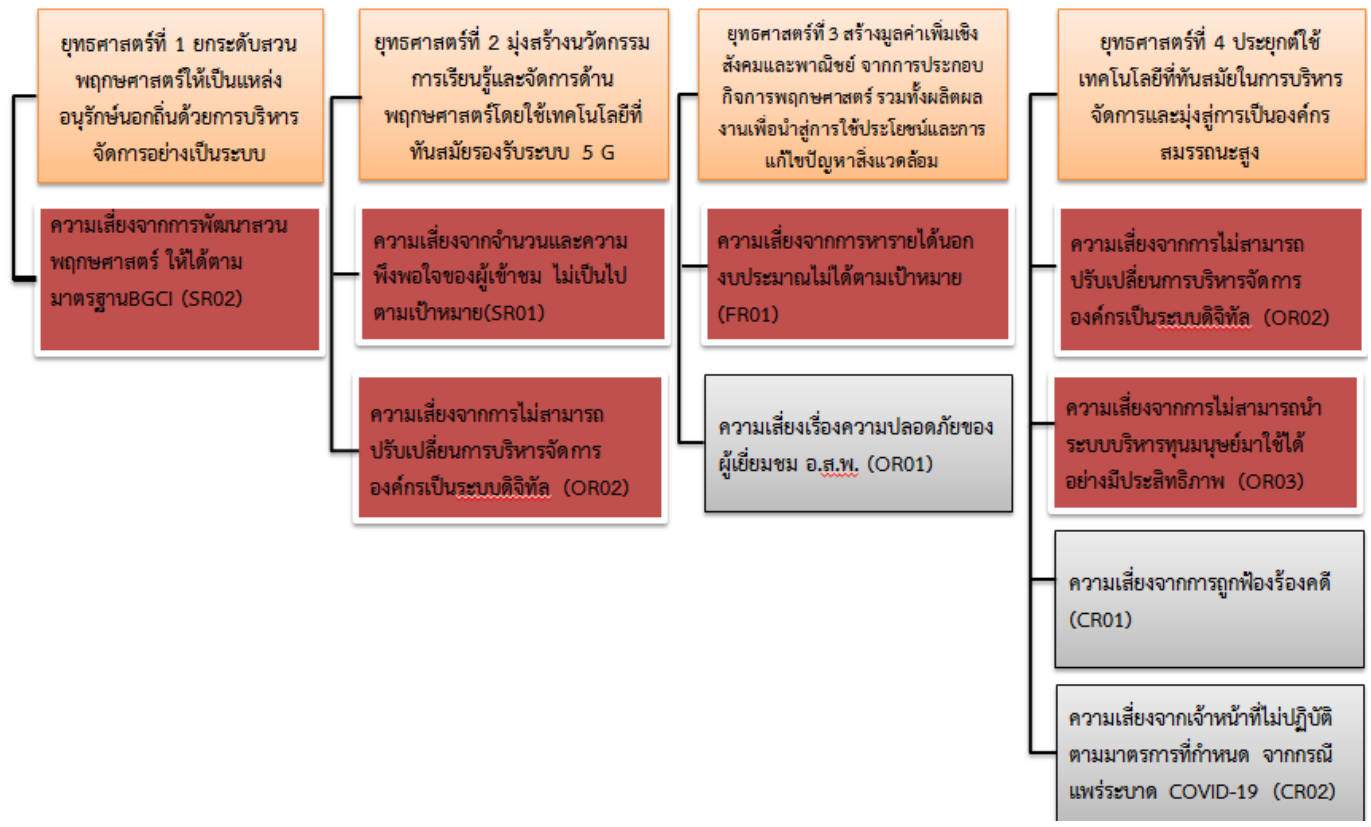 ยุทธศาสตร์ที่ 1 ยกระดับสวน
พฤกษศาสตร์ให้เป็นแหล่ง
อนุรักษ์นอกถิ่นด้วยการบริหาร
จัดการอย่างเป็นระบบ
ความเสี่ยงจากการพัฒนาสวน
พฤกษศาสตร์ ให้ได้ตาม
มาตรฐานBGCI (SR02)
ยุทธศาสตร์ที่ 2 มุ่งสร้างนวัตกรรม
การเรียนรู้และจัดการด้าน
พฤกษศาสตร์โดยใช้เทคโนโลยีที่
ทันสมัยรองรับระบบ 5 G
ความเสี่ยงจากจำนวนและความ
พึงพอใจของผู้เข้าชม ไม่เป็นไป
ตามเป้าหมาย(SR01)
ความเสี่ยงจากการไม่สามารถ
ปรับเปลี่ยนการบริหารจัดการ
องค์กรเป็นระบบดิจิทัล (OR02)
ยุทธศาสตร์ที่ 3 สร้างมูลค่าเพิ่มเชิง
สังคมและพาณิชย์ จากการประกอบ
กิจการพฤกษศาสตร์ รวมทั้งผลิตผล
งานเพื่อนำสู่การใช้ประโยชน์และการ
แก้ไขปัญหาสิ่งแวดล้อม
ความเสี่ยงจากการหารายได้นอก
งบประมาณไม่ได้ตามเป้าหมาย
(FR01)
ความเสี่ยงเรื่องความปลอดภัยของ
ผู้เยี่ยมชม อ.ส.พ. (OR01)
ยุทธศาสตร์ที่ 4 ประยุกต์ใช้
เทคโนโลยีที่ทันสมัยในการบริหาร
จัดการและมุ่งสู่การเป็นองค์กร
สมรรถนะสูง
ความเสี่ยงจากการไม่สามารถ
ปรับเปลี่ยนการบริหารจัดการ
องค์กรเป็นระบบดิจิทัล (OR02)
ความเสี่ยงจากการไม่สามารถนำ
ระบบบริหารทุนมนุษย์มาใช้ได้
อย่างมีประสิทธิภาพ (OR03)
ความเสี่ยงจากการถูกฟ้องร้องคดี
(CR01)
ความเสี่ยงจากเจ้าหน้าที่ไม่ปฏิบัติ
ตามมาตรการที่กำหนด จากกรณี
แพร่ระบาด COVID-19 (CR02)